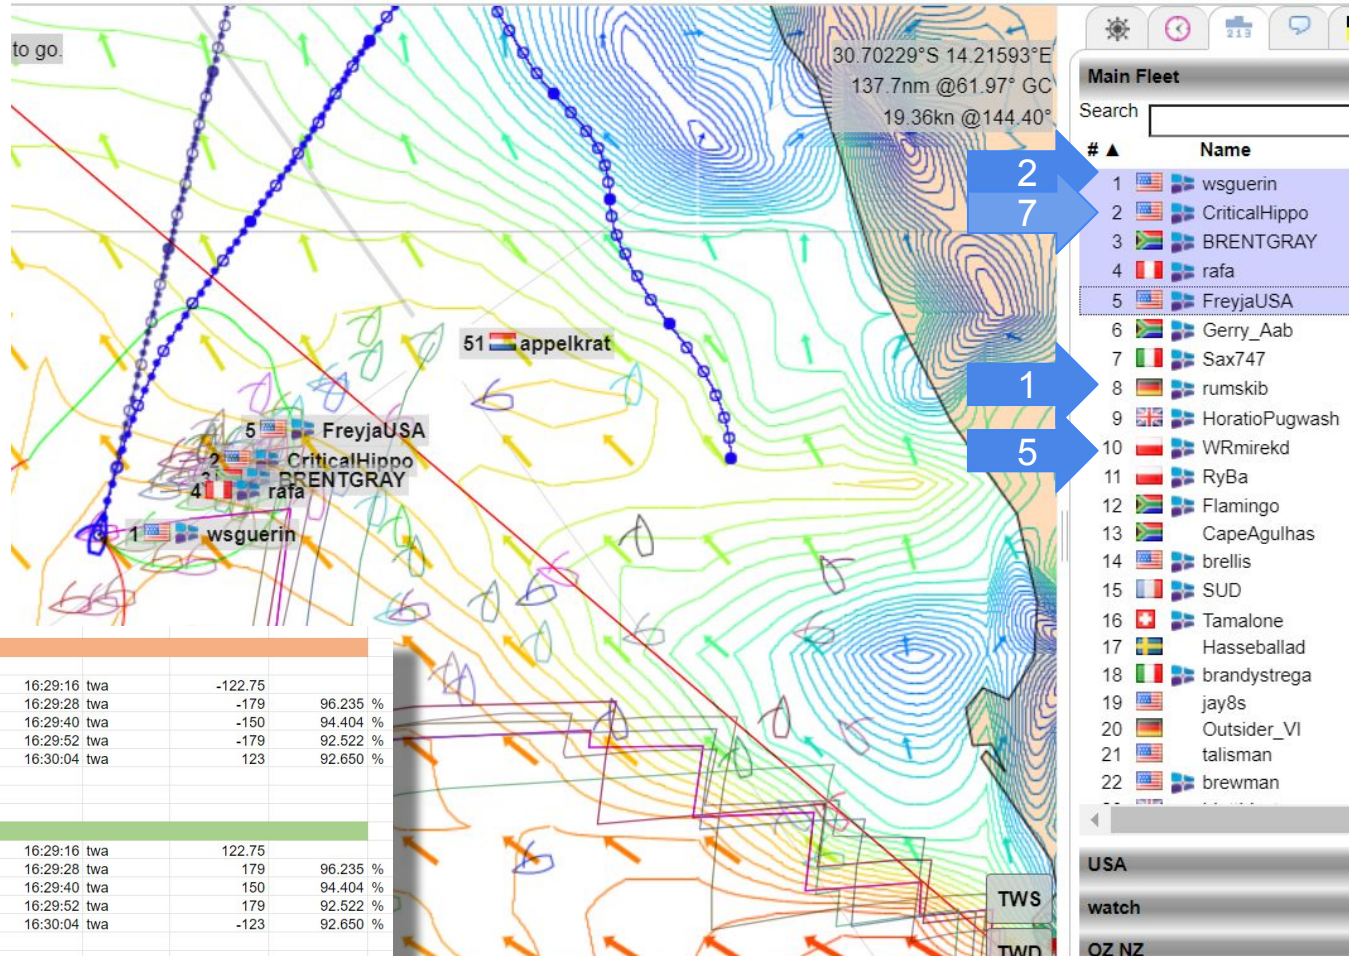 to go.
30.70229°S 14.21593°E
137.7nm @61.97° GC
19.36kn @144.40°
213
Main Fleet
Search
# ▲ Name
2
7
1
5
1 wsguerin
2 CriticalHippo
3 BRENTGRAY
4 rafa
5 FreyjaUSA
6 Gerry_Aab
7 Sax747
8 rumskib
9 HoratioPugwash
10 WRmirekd
11 RyBa
12 Flamingo
13 CapeAgulhas
14 brellis
15 SUD
16 Tamalone
17 Hasseballad
18 brandystrega
19 jay8s
20 Outsider_VI
21 talisman
22 brewman
USA
watch
OZ NZ
51 appelkrat
5 FreyjaUSA
2 CriticalHippo
3 BRENTGRAY
4 rafa
1 wsguerin
16:29:16 twa -122.75
16:29:28 twa -179 96.235 %
16:29:40 twa -150 94.404 %
16:29:52 twa -179 92.522 %
16:30:04 twa 123 92.650 %
16:29:16 twa 122.75
16:29:28 twa 179 96.235 %
16:29:40 twa 150 94.404 %
16:29:52 twa 179 92.522 %
16:30:04 twa -123 92.650 %
TWS
TWD